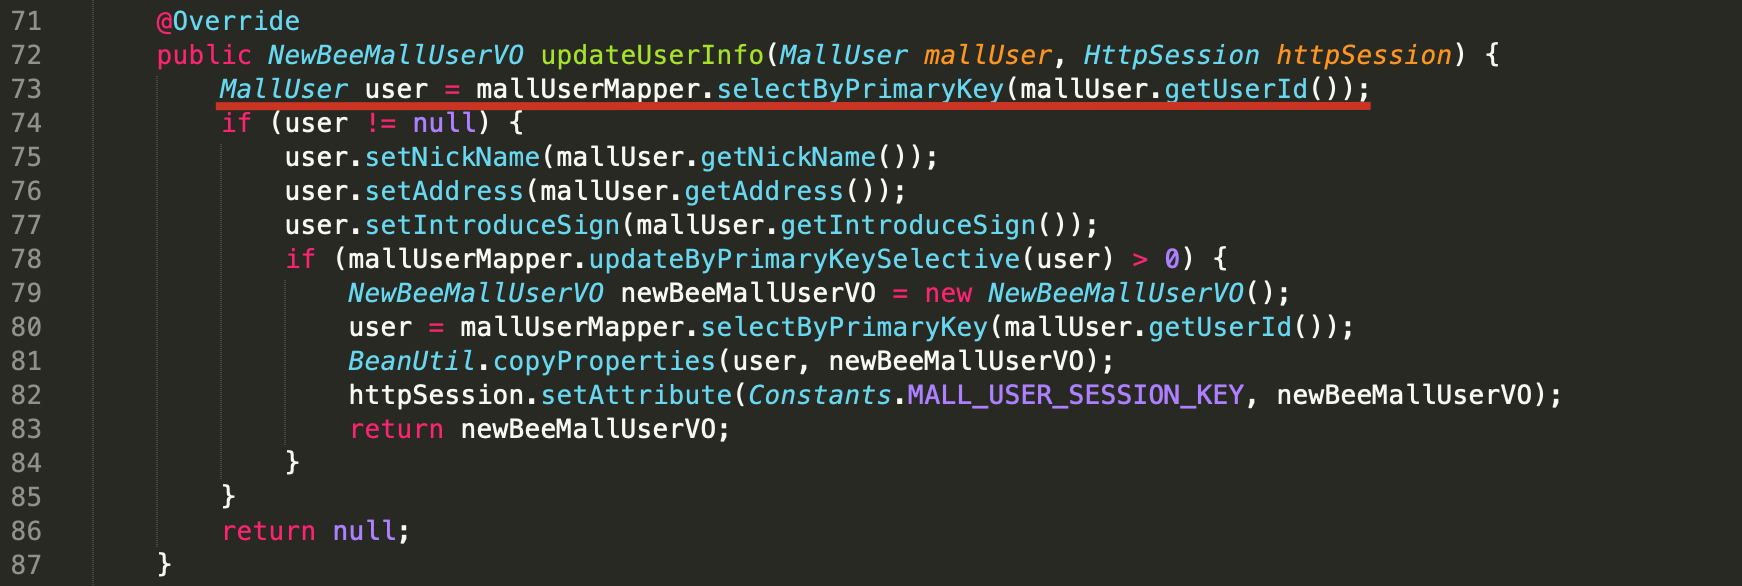 71 @Override
72 public NewBeeMallUserVO updateUserInfo(MallUser mallUser, HttpSession httpSession) {
73 MallUser user = mallUserMapper.selectByPrimaryKey(mallUser.getUserId());
74 if (user != null) {
75 user.setNickName(mallUser.getNickName());
76 user.setAddress(mallUser.getAddress());
77 user.setIntroduceSign(mallUser.getIntroduceSign());
78 if (mallUserMapper.updateByPrimaryKeySelective(user) > 0) {
79 NewBeeMallUserVO newBeeMallUserVO = new NewBeeMallUserVO();
80 user = mallUserMapper.selectByPrimaryKey(mallUser.getUserId());
81 BeanUtil.copyProperties(user, newBeeMallUserVO);
82 httpSession.setAttribute(Constants.MALL_USER_SESSION_KEY, newBeeMallUserVO);
83 return newBeeMallUserVO;
84 }
85 }
86 return null;
87 }